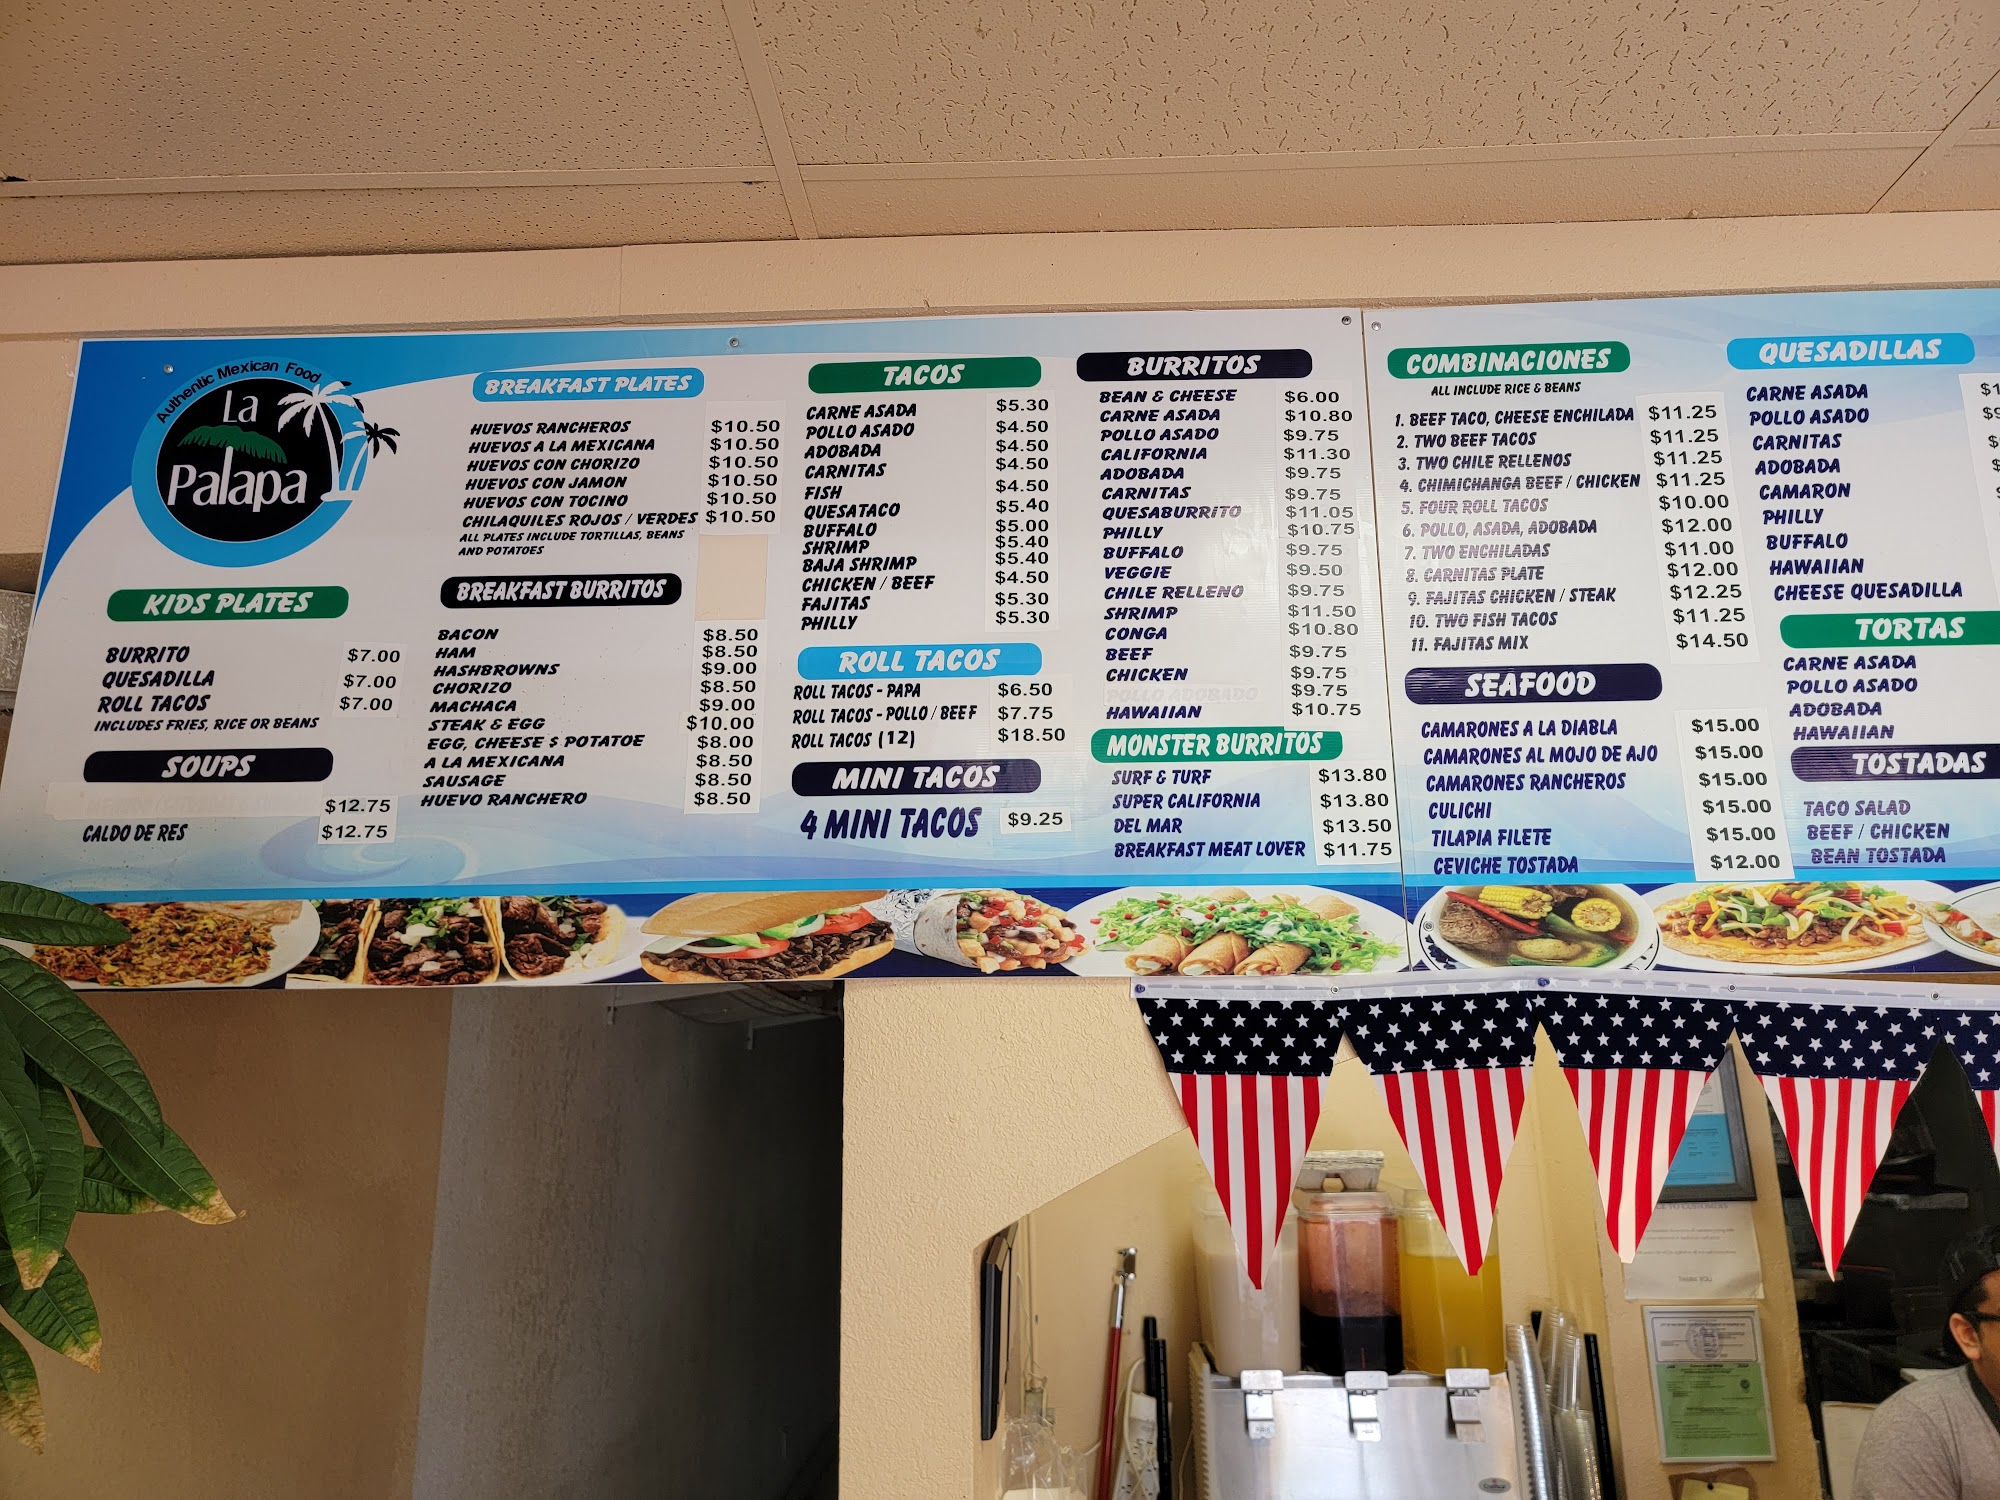 Authentic Mexican Food
La
Palapa
KIDS PLATES
BURRITO $7.00
QUESADILLA $7.00
ROLL TACOS $7.00
INCLUDES FRIES, RICE OR BEANS
SOUPS
$12.75
CALDO DE RES $12.75
BREAKFAST PLATES
HUEVOS RANCHEROS $10.50
HUEVOS A LA MEXICANA $10.50
HUEVOS CON CHORIZO $10.50
HUEVOS CON JAMON $10.50
HUEVOS CON TOCINO $10.50
CHILAQUILES ROJOS / VERDES $10.50
ALL PLATES INCLUDE TORTILLAS, BEANS
AND POTATOES
BREAKFAST BURRITOS
BACON $8.50
HAM $8.50
HASHBROWNS $9.00
CHORIZO $8.50
MACHACA $9.00
STEAK & EGG $10.00
EGG, CHEESE $ POTATOE $8.00
A LA MEXICANA $8.50
SAUSAGE $8.50
HUEVO RANCHERO $8.50
TACOS
CARNE ASADA $5.30
POLLO ASADO $4.50
ADOBADA $4.50
CARNITAS $4.50
FISH $4.50
QUESATACO $5.40
BUFFALO $5.00
SHRIMP $5.40
BAJA SHRIMP $5.40
CHICKEN / BEEF $4.50
FAJITAS $5.30
PHILLY $5.30
ROLL TACOS
ROLL TACOS - PAPA $6.50
ROLL TACOS - POLLO / BEEF $7.75
ROLL TACOS (12) $18.50
MINI TACOS
4 MINI TACOS $9.25
BURRITOS
BEAN & CHEESE $6.00
CARNE ASADA $10.80
POLLO ASADO $9.75
CALIFORNIA $11.30
ADOBADA $9.75
CARNITAS $9.75
QUESABURRITO $11.05
PHILLY $10.75
BUFFALO $9.75
VEGGIE $9.50
CHILE RELLENO $9.75
SHRIMP $11.50
CONGA $10.80
BEEF $9.75
CHICKEN $9.75
POLLO ADOBADO $9.75
HAWAIIAN $10.75
MONSTER BURRITOS
SURF & TURF $13.80
SUPER CALIFORNIA $13.80
DEL MAR $13.50
BREAKFAST MEAT LOVER $11.75
COMBINACIONES
ALL INCLUDE RICE & BEANS
1. BEEF TACO, CHEESE ENCHILADA $11.25
2. TWO BEEF TACOS $11.25
3. TWO CHILE RELLENOS $11.25
4. CHIMICHANGA BEEF / CHICKEN $11.25
5. FOUR ROLL TACOS $10.00
6. POLLO, ASADA, ADOBADA $12.00
7. TWO ENCHILADAS $11.00
8. CARNITAS PLATE $12.00
9. FAJITAS CHICKEN / STEAK $12.25
10. TWO FISH TACOS $11.25
11. FAJITAS MIX $14.50
SEAFOOD
CAMARONES A LA DIABLA $15.00
CAMARONES AL MOJO DE AJO $15.00
CAMARONES RANCHEROS $15.00
CULICHI $15.00
TILAPIA FILETE $15.00
CEVICHE TOSTADA $12.00
QUESADILLAS
CARNE ASADA
POLLO ASADO
CARNITAS
ADOBADA
CAMARON
PHILLY
BUFFALO
HAWAIIAN
CHEESE QUESADILLA
TORTAS
CARNE ASADA
POLLO ASADO
ADOBADA
HAWAIIAN
TOSTADAS
TACO SALAD
BEEF / CHICKEN
BEAN TOSTADA